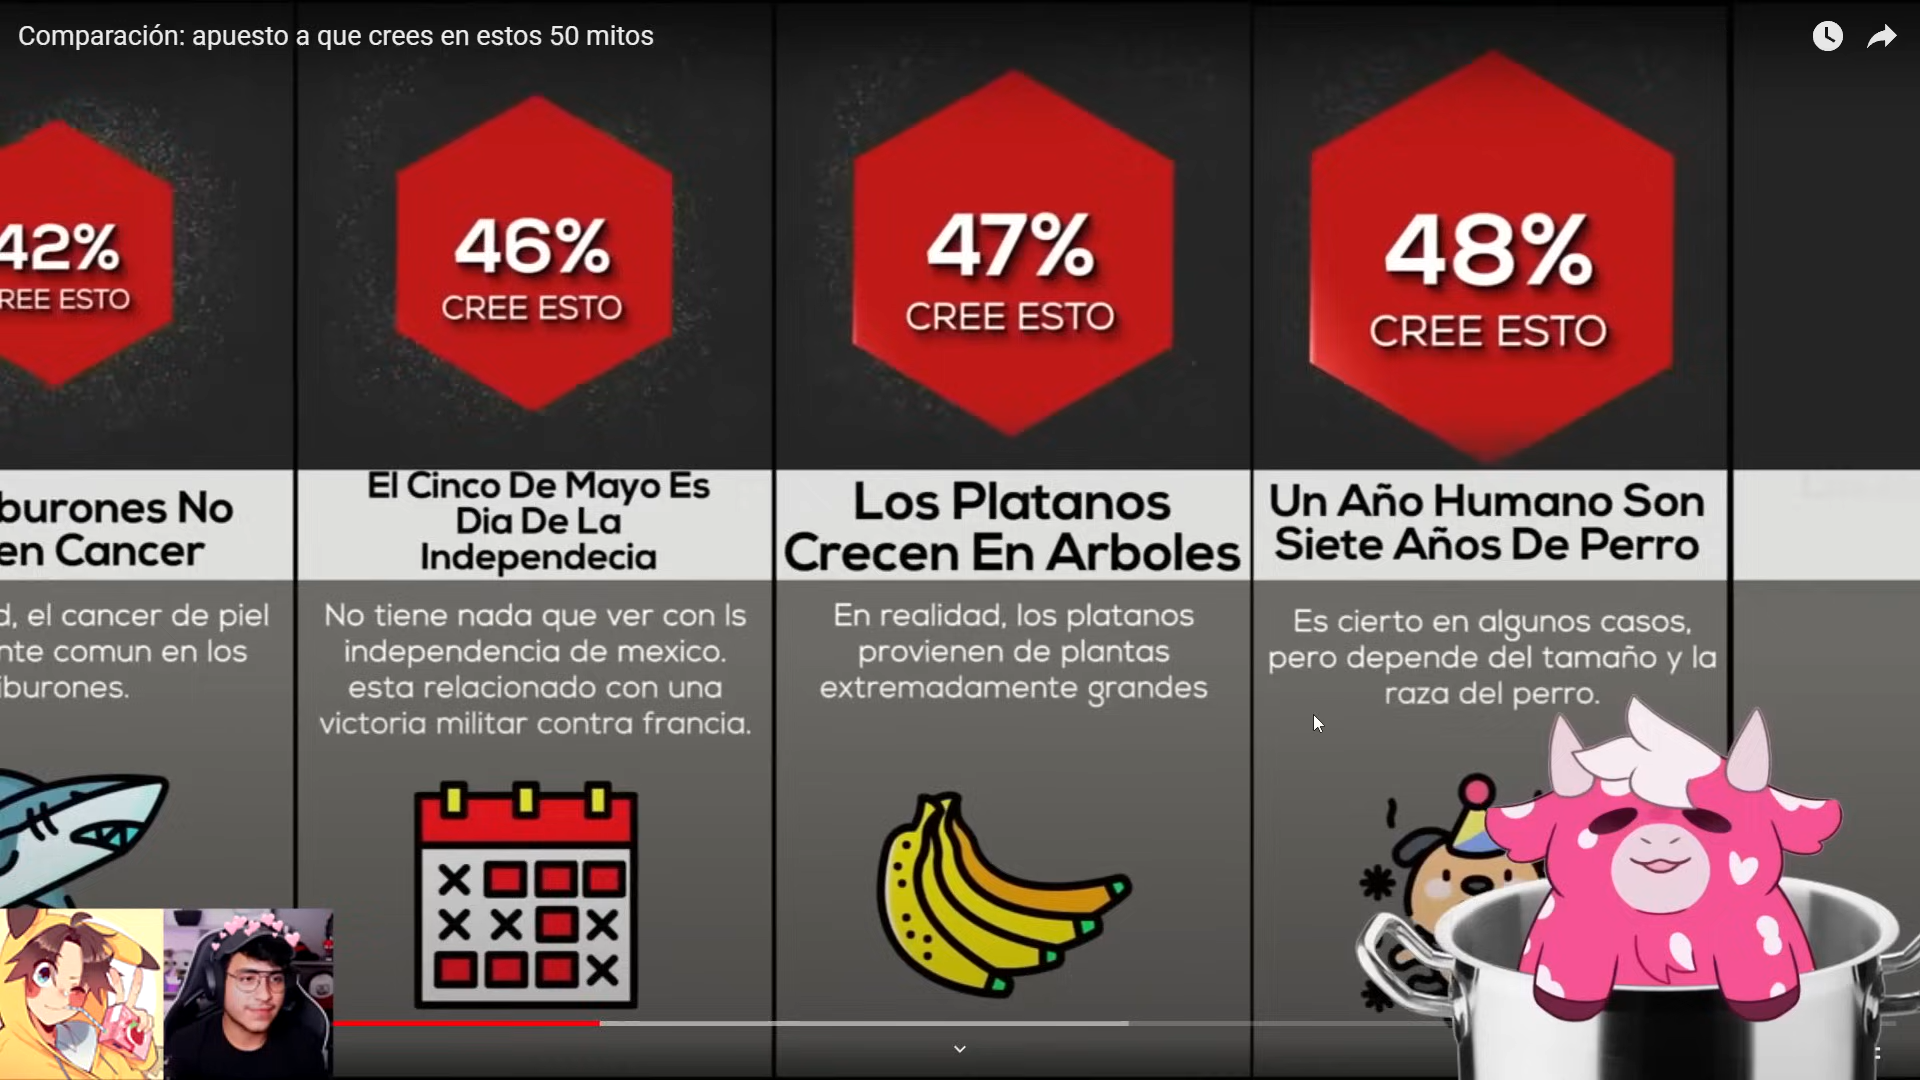 Comparación: apuesto a que crees en estos 50 mitos
42%
REE ESTO
burones No
en Cancer
d, el cancer de piel
nte comun en los
iburones.
46%
CREE ESTO
El Cinco De Mayo Es
Dia De La
Independecia
No tiene nada que ver con ls
independencia de mexico.
esta relacionado con una
victoria militar contra francia.
47%
CREE ESTO
Los Platanos
Crecen En Arboles
En realidad, los platanos
provienen de plantas
extremadamente grandes
48%
CREE ESTO
Un Año Humano Son
Siete Años De Perro
Es cierto en algunos casos,
pero depende del tamaño y la
raza del perro.